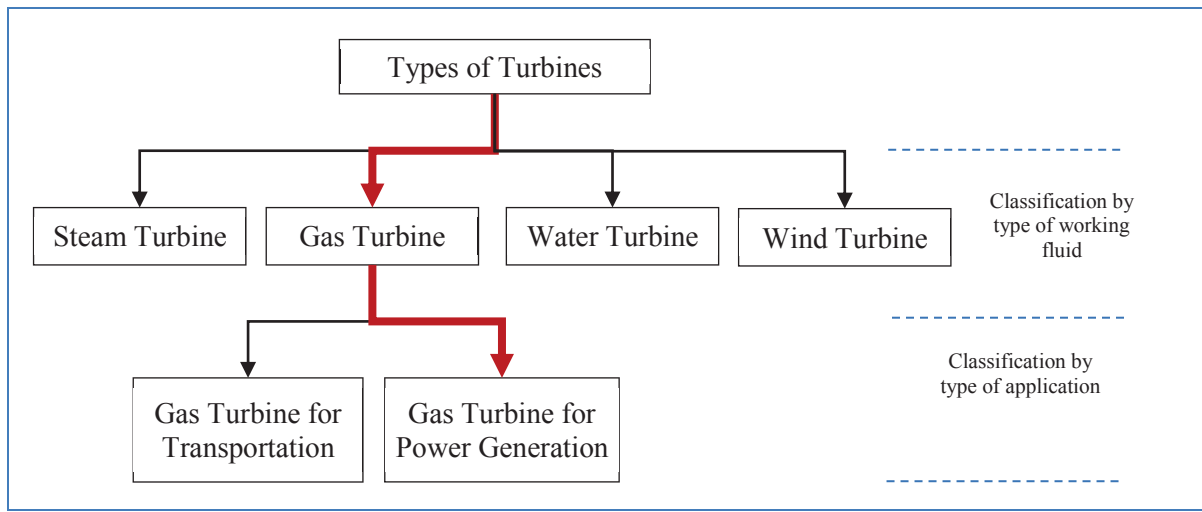 Types of Turbines
Steam Turbine
Gas Turbine
Water Turbine
Wind Turbine
Classification by
type of working
fluid
Gas Turbine for
Transportation
Gas Turbine for
Power Generation
Classification by
type of application